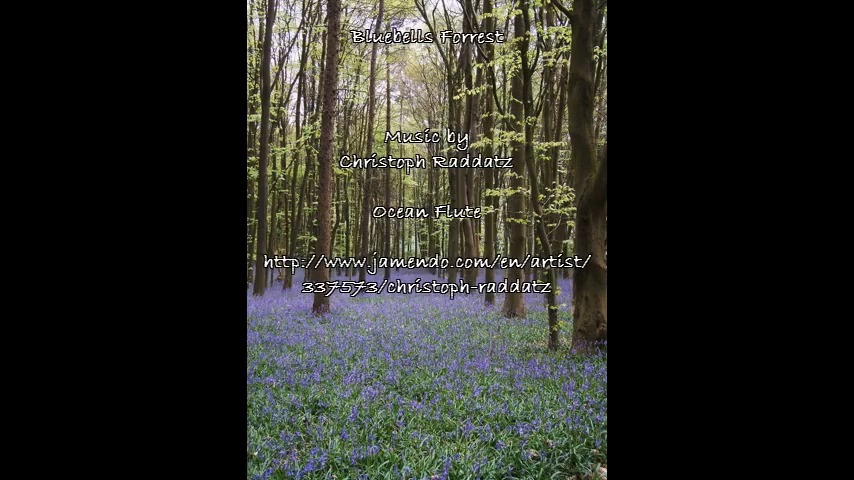 Bluebells Forrest
Music by
Christoph Raddatz
Ocean Flute
http://www.jamendo.com/en/artist/
337573/christoph-raddatz